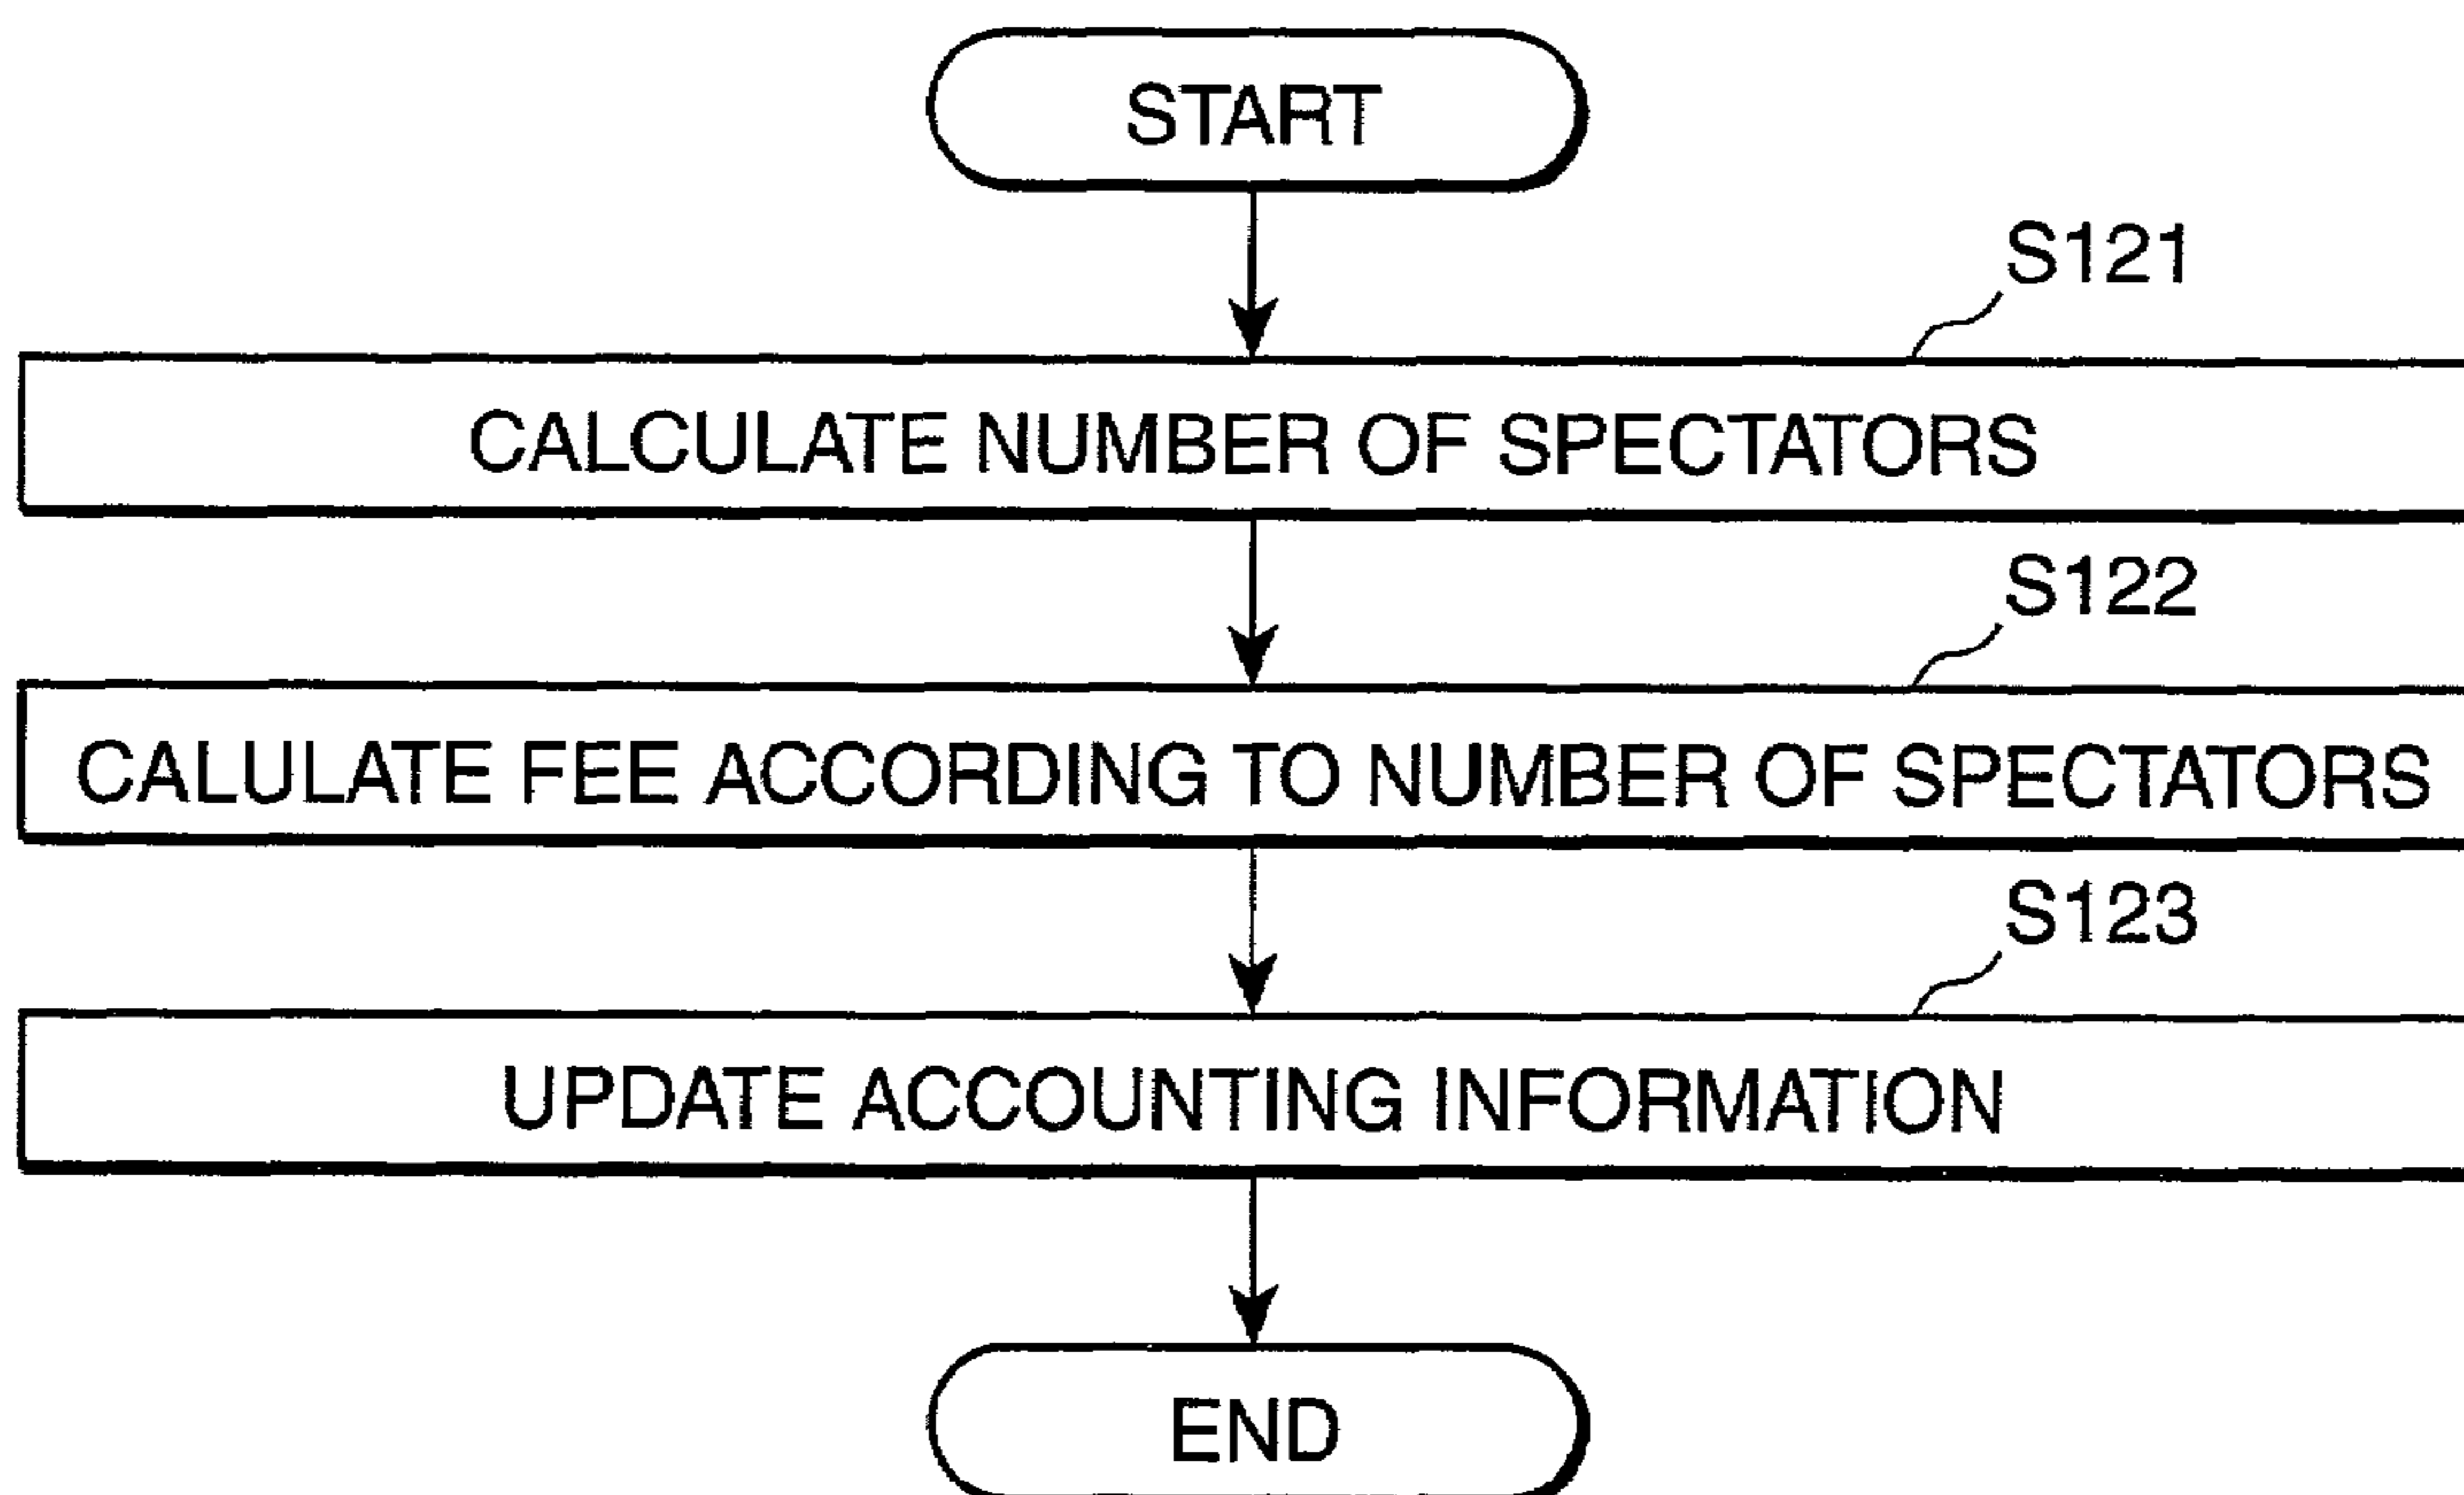 START
S121
CALCULATE NUMBER OF SPECTATORS
S122
CALULATE FEE ACCORDING TO NUMBER OF SPECTATORS
S123
UPDATE ACCOUNTING INFORMATION
END